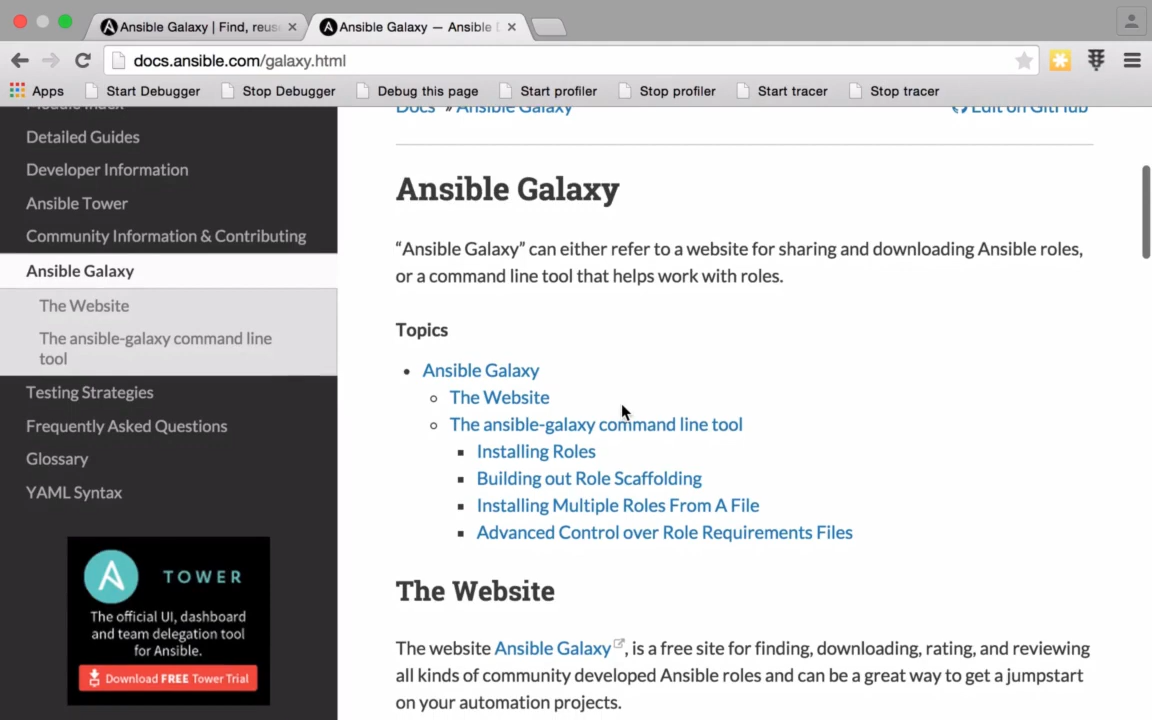 Ansible Galaxy | Find, reus
Ansible Galaxy — Ansible
docs.ansible.com/galaxy.html
Apps
Start Debugger
Stop Debugger
Debug this page
Start profiler
Stop profiler
Start tracer
Stop tracer
Module Index
Detailed Guides
Developer Information
Ansible Tower
Community Information & Contributing
Ansible Galaxy
The Website
The ansible-galaxy command line
tool
Testing Strategies
Frequently Asked Questions
Glossary
YAML Syntax
TOWER
The official UI, dashboard
and team delegation tool
for Ansible.
Download FREE Tower Trial
Docs » Ansible Galaxy
Edit on GitHub
Ansible Galaxy
“Ansible Galaxy” can either refer to a website for sharing and downloading Ansible roles,
or a command line tool that helps work with roles.
Topics
• Ansible Galaxy
◦ The Website
◦ The ansible-galaxy command line tool
▪ Installing Roles
▪ Building out Role Scaffolding
▪ Installing Multiple Roles From A File
▪ Advanced Control over Role Requirements Files
The Website
The website Ansible Galaxy, is a free site for finding, downloading, rating, and reviewing
all kinds of community developed Ansible roles and can be a great way to get a jumpstart
on your automation projects.